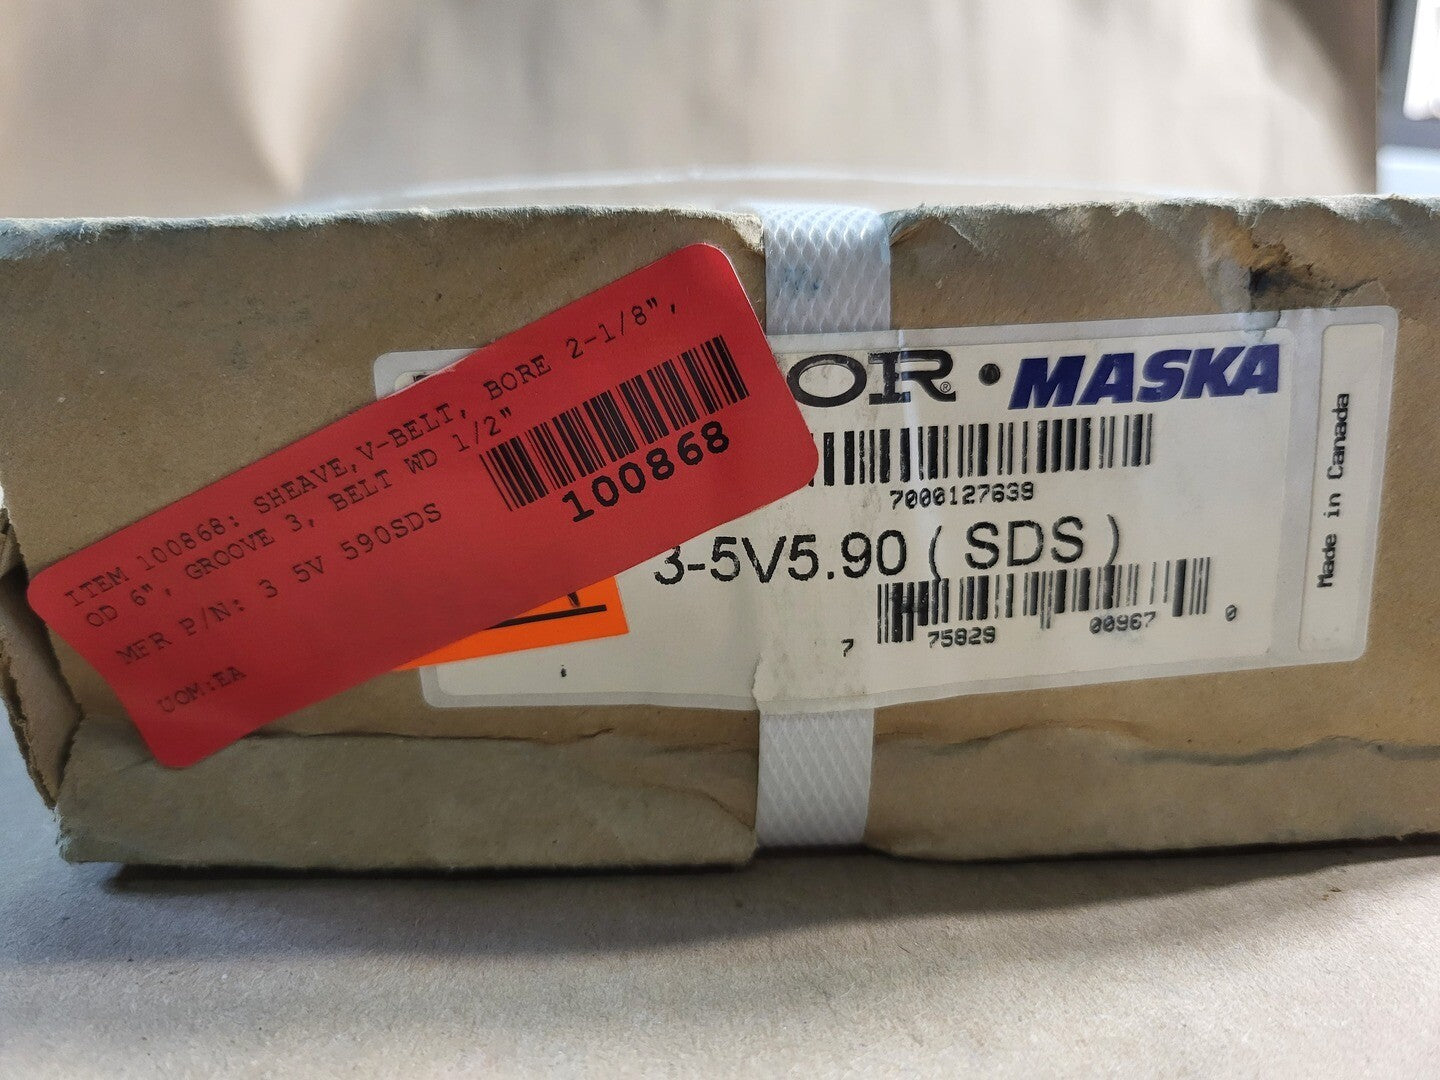 ITEM 100868: SHEAVE,V-BELT, BORE 2-1/8",
OD 6", GROOVE 3, BELT WD 1/2"
MFR P/N: 3 5V 590SDS
UOM:EA
100868
OR® • MASKA
7000127639
3-5V5.90 ( SDS )
7 75829 00967 0
Made in Canada